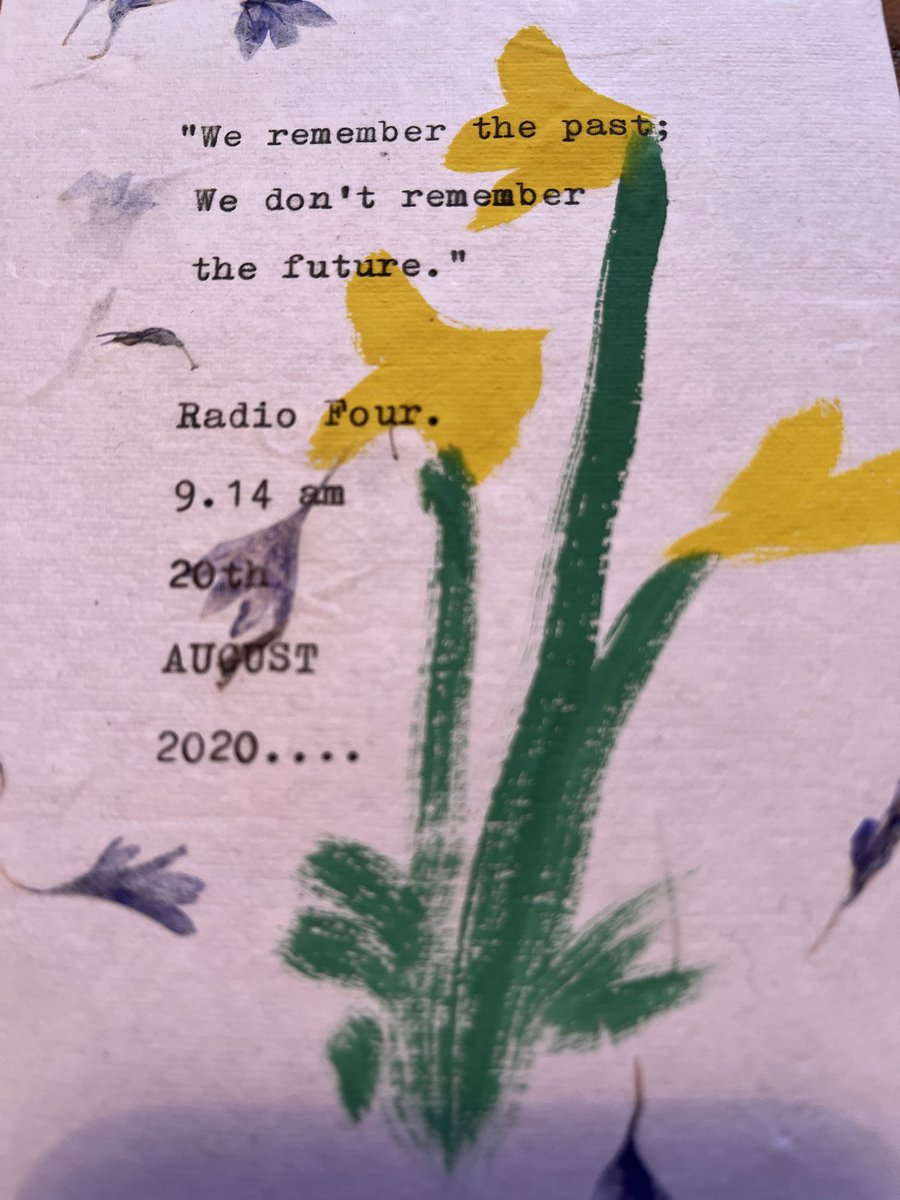 "We remember the past;
We don't remember
the future."
Radio Four.
9.14 am
20th
AUGUST
2020....